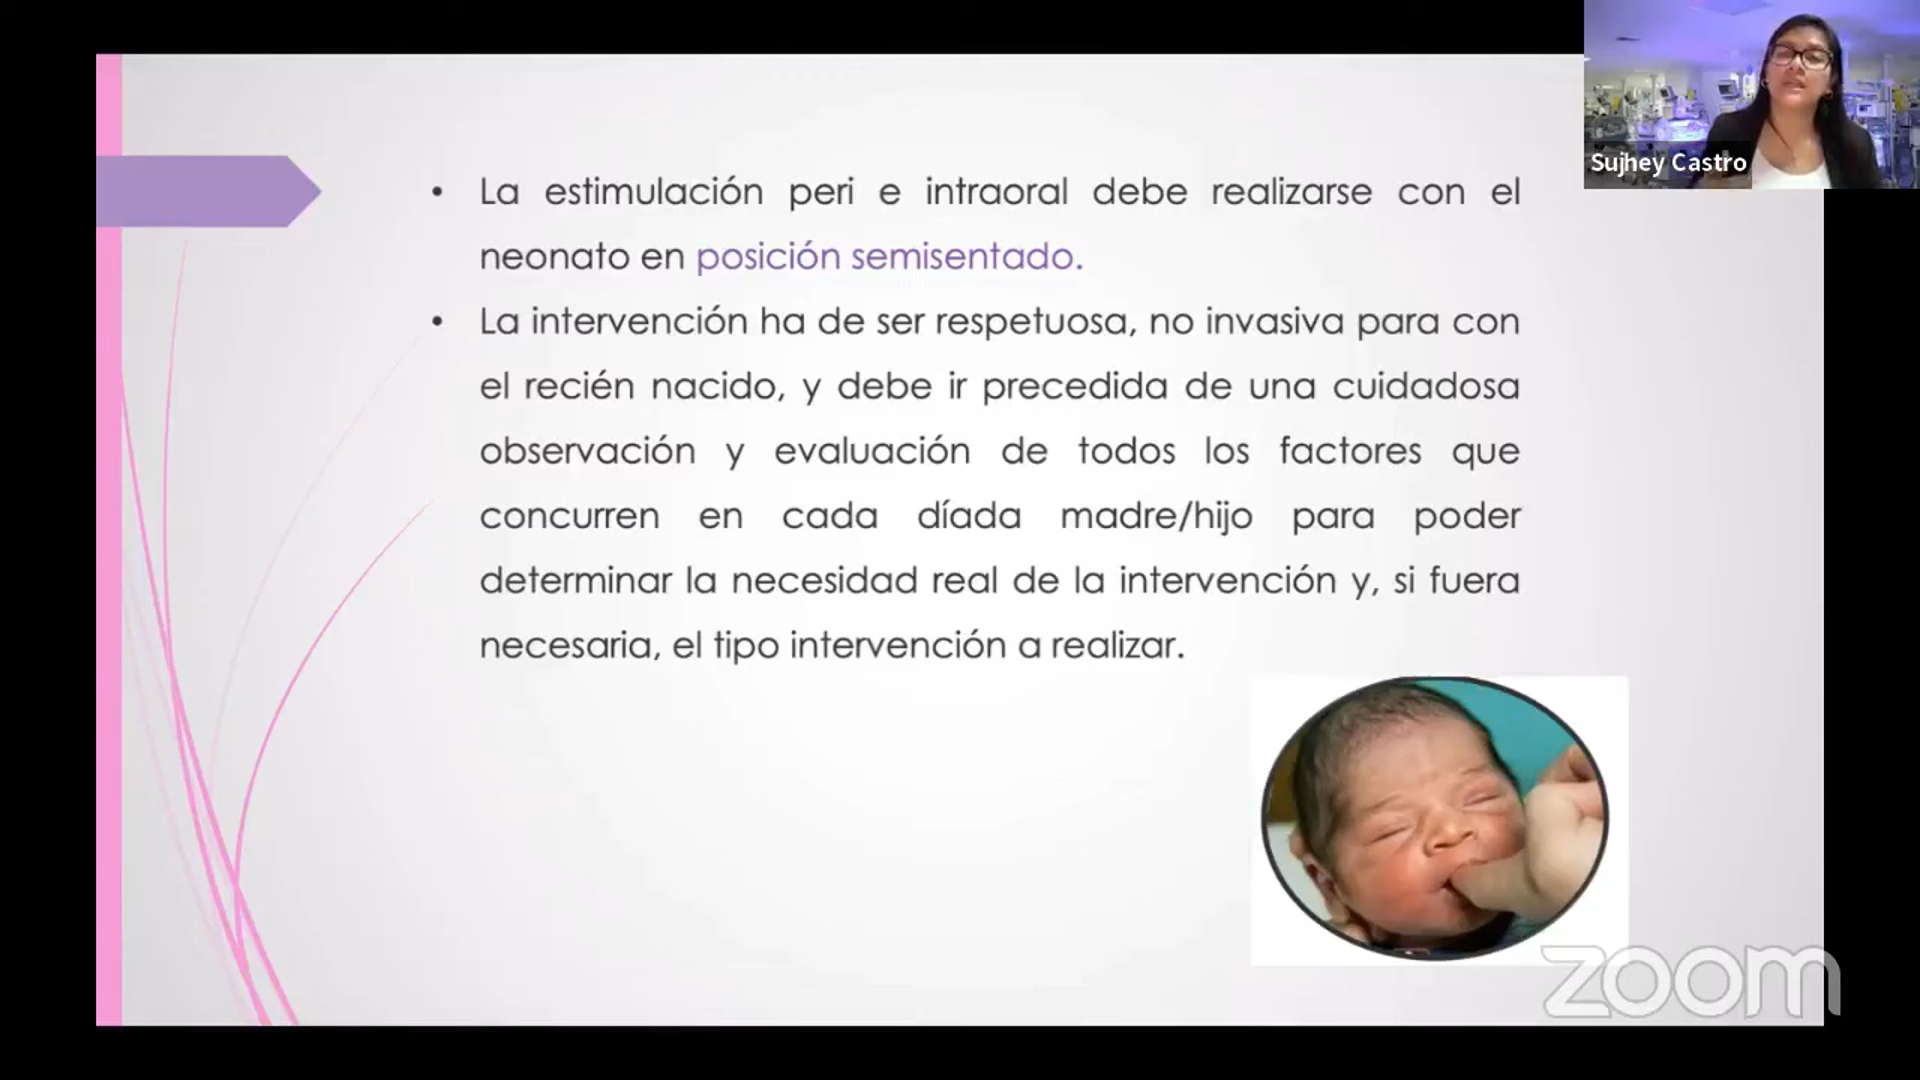 Sujhey Castro
• La estimulación peri e intraoral debe realizarse con el
neonato en posición semisentado.
• La intervención ha de ser respetuosa, no invasiva para con
el recién nacido, y debe ir precedida de una cuidadosa
observación y evaluación de todos los factores que
concurren en cada díada madre/hijo para poder
determinar la necesidad real de la intervención y, si fuera
necesaria, el tipo intervención a realizar.
zoom